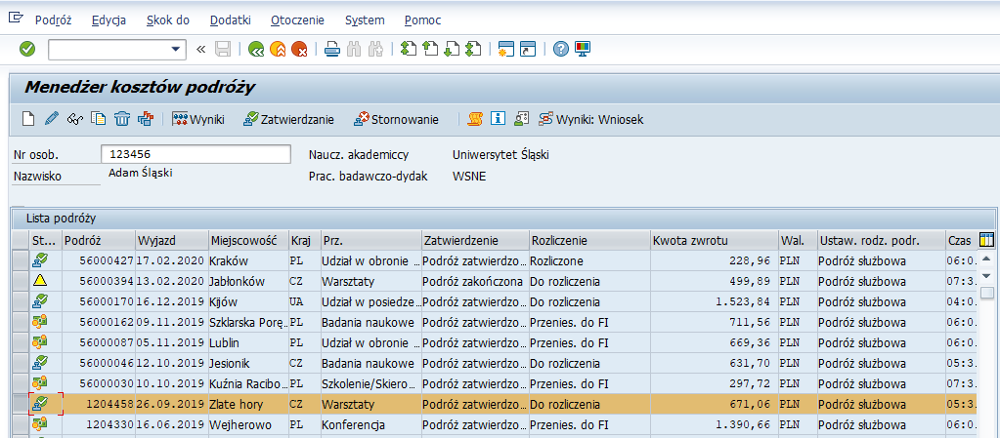 Podróż Edycja Skok do Dodatki Otoczenie System Pomoc
Menedżer kosztów podróży
Wyniki Zatwierdzanie Stornowanie Wyniki: Wniosek
Nr osob. 123456 Naucz. akademiccy Uniwersytet Śląski
Nazwisko Adam Śląski Prac. badawczo-dydak WSNE
Lista podróży
St... Podróż Wyjazd Miejscowość Kraj Prz. Zatwierdzenie Rozliczenie Kwota zwrotu Wal. Ustaw. rodz. podr. Czas
56000427 17.02.2020 Kraków PL Udział w obronie ... Podróż zatwierdzo... Rozliczone 228,96 PLN Podróż służbowa 06:0.
56000394 13.02.2020 Jabłonków CZ Warsztaty Podróż zakończona Do rozliczenia 499,89 PLN Podróż służbowa 07:3.
56000170 16.12.2019 Kijów UA Udział w posiedze... Podróż zatwierdzo... Do rozliczenia 1.523,84 PLN Podróż służbowa 04:0.
56000162 09.11.2019 Szklarska Porę... PL Badania naukowe Podróż zatwierdzo... Przenies. do FI 711,56 PLN Podróż służbowa 06:0.
56000087 05.11.2019 Lublin PL Udział w obronie ... Podróż zatwierdzo... Przenies. do FI 669,36 PLN Podróż służbowa 06:0.
56000046 12.10.2019 Jesionik CZ Badania naukowe Podróż zatwierdzo... Do rozliczenia 631,70 PLN Podróż służbowa 05:3.
56000030 10.10.2019 Kuźnia Racibo... PL Szkolenie/Skiero... Podróż zatwierdzo... Przenies. do FI 297,72 PLN Podróż służbowa 07:3.
1204458 26.09.2019 Zlate hory CZ Warsztaty Podróż zatwierdzo... Do rozliczenia 671,06 PLN Podróż służbowa 05:3.
1204330 16.06.2019 Wejherowo PL Konferencja Podróż zatwierdzo... Przenies. do FI 1.390,66 PLN Podróż służbowa 06:0.